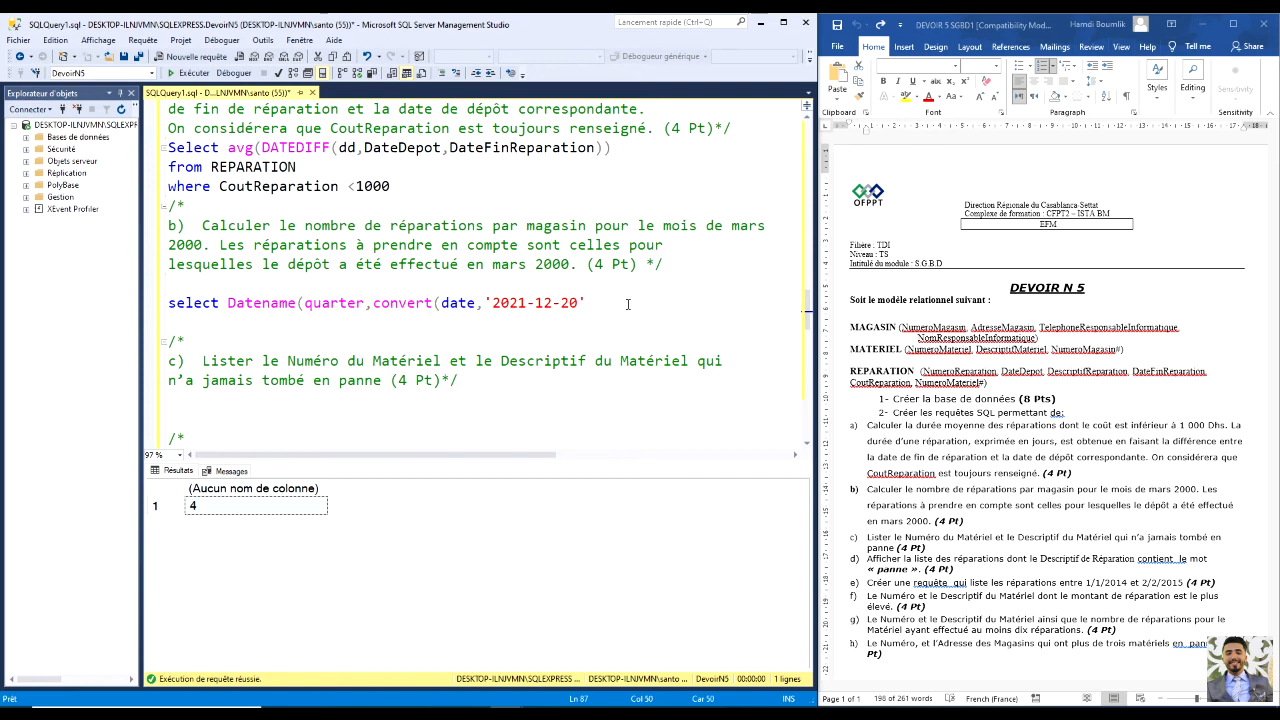 SQLQuery1.sql - DESKTOP-ILNJVMN\SQLEXPRESS.DevoirN5 (DESKTOP-ILNJVMN\santo (55))* - Microsoft SQL Server Management Studio
Lancement rapide (Ctrl+Q)
Fichier Edition Affichage Requête Projet Déboguer Outils Fenêtre Aide
Nouvelle requête
Débogueur générique
DevoirN5
Exécuter Déboguer
Explorateur d'objets
Connecter
DESKTOP-ILNJVMN\SQLEXPR
Bases de données
Sécurité
Objets serveur
Réplication
PolyBase
Gestion
XEvent Profiler
SQLQuery1.sql - D...LNJVMN\santo (55))*
de fin de réparation et la date de dépôt correspondante.
On considérera que CoutReparation est toujours renseigné. (4 Pt)*/
Select avg(DATEDIFF(dd,DateDepot,DateFinReparation))
from REPARATION
where CoutReparation <1000
/*
b) Calculer le nombre de réparations par magasin pour le mois de mars
2000. Les réparations à prendre en compte sont celles pour
lesquelles le dépôt a été effectué en mars 2000. (4 Pt) */
select Datename(quarter,convert(date,'2021-12-20'
/*
c) Lister le Numéro du Matériel et le Descriptif du Matériel qui
n’a jamais tombé en panne (4 Pt)*/
/*
97 %
Résultats Messages
(Aucun nom de colonne)
1 4
Exécution de requête réussie.
DESKTOP-ILNJVMN\SQLEXPRESS ... DESKTOP-ILNJVMN\santo ... DevoirN5 00:00:00 1 lignes
Prêt Ln 87 Col 50 Car 50 INS
DEVOIR 5 SGBD1 [Compatibility Mod...
Hamdi Boumlik
File Home Insert Design Layout References Mailings Review View Help Tell me Share
Paste
Styles
Editing
Sensitivity
Clipboard Font Paragraph Styles Sensitivity
OFPPT
Direction Régionale du Casablanca-Settat
Complexe de formation : CFPT2 – ISTA BM
EFM
Filière : TDI
Niveau : TS
Intitulé du module : S.G.B.D
DEVOIR N 5
Soit le modèle relationnel suivant :
MAGASIN (NumeroMagasin, AdresseMagasin, TelephoneResponsableInformatique
NomResponsableInformatique)
MATERIEL (NumeroMateriel, DescriptifMateriel, NumeroMagasin#)
REPARATION (NumeroReparation, DateDepot, DescriptifReparation, DateFinReparation,
CoutReparation, NumeroMateriel#)
1- Créer la base de données (8 Pts)
2- Créer les requêtes SQL permettant de:
a) Calculer la durée moyenne des réparations dont le coût est inférieur à 1 000 Dhs. La
durée d’une réparation, exprimée en jours, est obtenue en faisant la différence entre
la date de fin de réparation et la date de dépôt correspondante. On considérera que
CoutReparation est toujours renseigné. (4 Pt)
b) Calculer le nombre de réparations par magasin pour le mois de mars 2000. Les
réparations à prendre en compte sont celles pour lesquelles le dépôt a été effectué
en mars 2000. (4 Pt)
c) Lister le Numéro du Matériel et le Descriptif du Matériel qui n’a jamais tombé en
panne (4 Pt)
d) Afficher la liste des réparations dont le Descriptif de Réparation contient le mot
« panne ». (4 Pt)
e) Créer une requête qui liste les réparations entre 1/1/2014 et 2/2/2015 (4 Pt)
f) Le Numéro et le Descriptif du Matériel dont le montant de réparation est le plus
élevé. (4 Pt)
g) Le Numéro et le Descriptif du Matériel ainsi que le nombre de réparations pour le
Matériel ayant effectué au moins dix réparations. (4 Pt)
h) Le Numéro, et l’Adresse des Magasins qui ont plus de trois matériels en
Pt)
Page 1 of 1 198 of 261 words French (France)